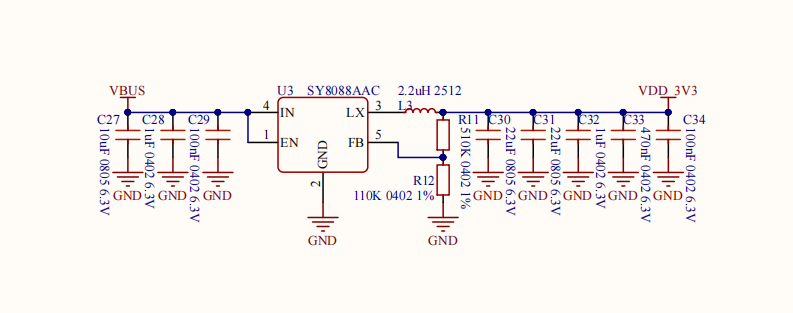 VBUS
U3 SY8088AAC 2.2uH 2512 VDD_3V3
C27 C28 C29 4 IN LX 3 L3 R11 C30 C31 C32 C33 C34
10uF 0805 6.3V
1uF 0402 6.3V
100nF 0402 6.3V
1 EN FB 5
GND
2
510K 0402 1%
22uF 0805 6.3V
22uF 0805 6.3V
1uF 0402 6.3V
470nF 0402 6.3V
100nF 0402 6.3V
R12
110K 0402 1%
GND GND GND GND GND GND GND GND
GND GND